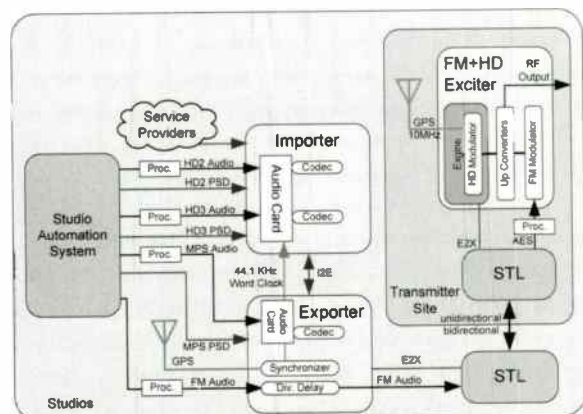 FM+HD
Exciter
RF
Output
GPS
10MHz
Engine
HD Modulator
Up Converters
FM Modulator
Proc.
E2X
AES
STL
Transmitter
Site
unidirectional
bidirectional
STL
Service
Providers
Importer
Audio Card
Codec
Codec
Studio
Automation
System
Proc.
HD2 Audio
HD2 PSD
Proc.
HD3 Audio
HD3 PSD
Proc.
MPS Audio
44.1 KHz
Word Clock
I2E
Exporter
Audio
Card
Codec
MPS PSD
GPS
Synchronizer
E2X
Proc.
FM Audio
Div. Delay
FM Audio
Studios